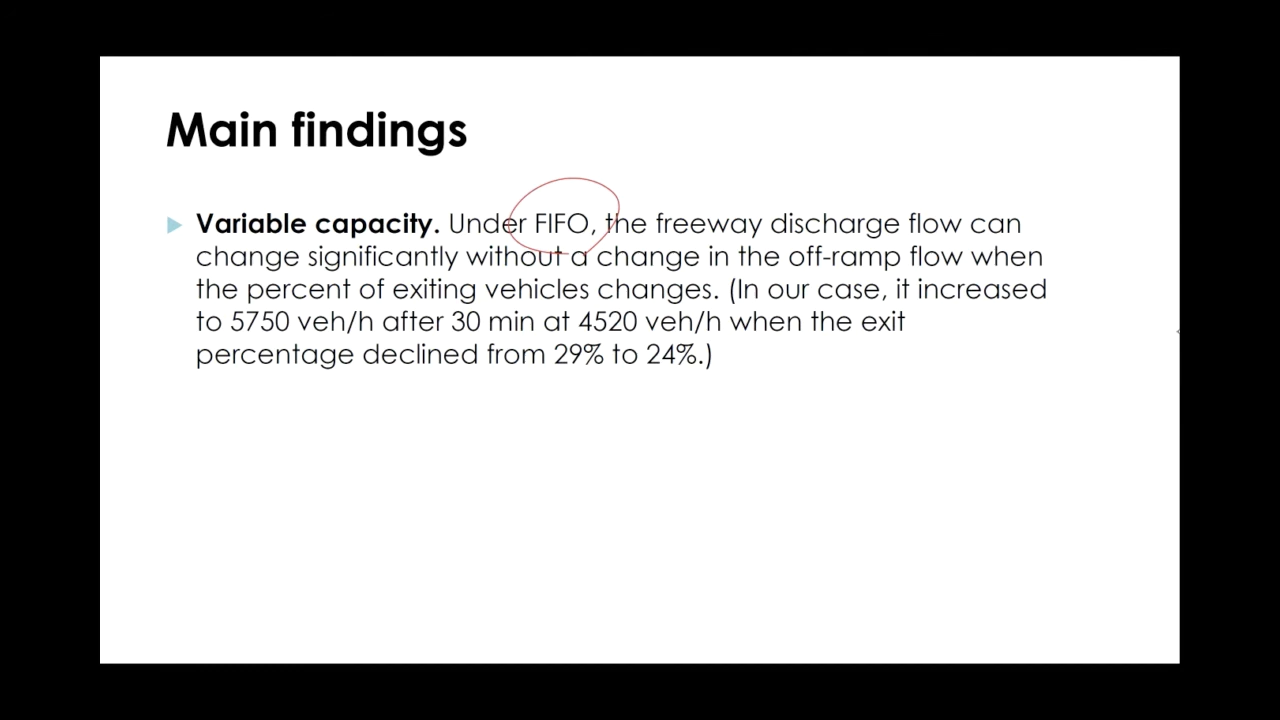 Main findings
Variable capacity. Under FIFO, the freeway discharge flow can
change significantly without a change in the off-ramp flow when
the percent of exiting vehicles changes. (In our case, it increased
to 5750 veh/h after 30 min at 4520 veh/h when the exit
percentage declined from 29% to 24%.)